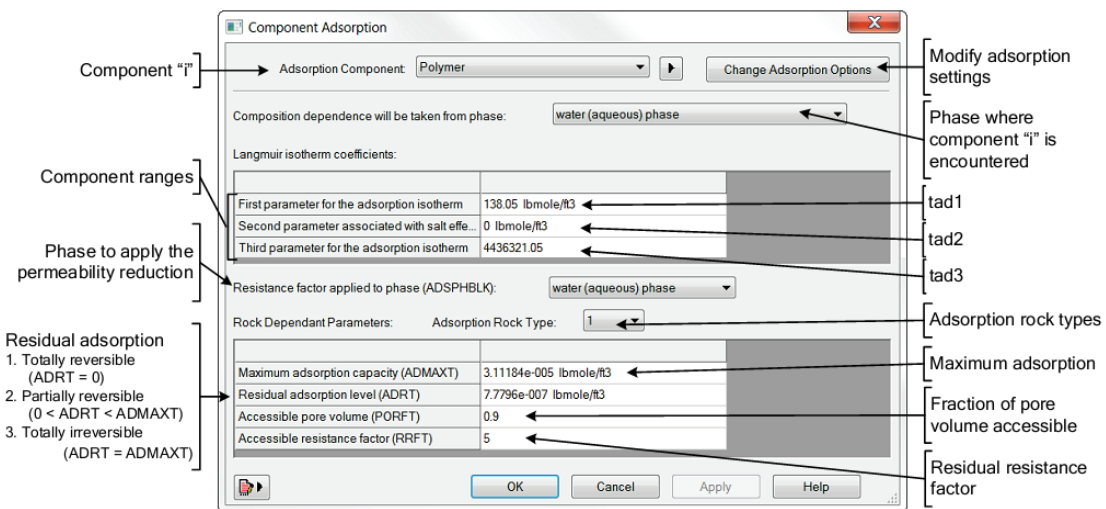 Component Adsorption
X
Component "i"
Adsorption Component: Polymer
Change Adsorption Options
Modify adsorption
settings
Composition dependence will be taken from phase: water (aqueous) phase
Phase where
component "i" is
encountered
Langmuir isotherm coefficients:
Component ranges
First parameter for the adsorption isotherm 138.05 lbmole/ft3
tad1
Second parameter associated with salt effe... 0 lbmole/ft3
tad2
Third parameter for the adsorption isotherm 4436321.05
tad3
Phase to apply the
permeability reduction
Resistance factor applied to phase (ADSPHBLK): water (aqueous) phase
Rock Dependant Parameters: Adsorption Rock Type: 1
Adsorption rock types
Residual adsorption
1. Totally reversible
(ADRT = 0)
2. Partially reversible
(0 < ADRT < ADMAXT)
3. Totally irreversible
(ADRT = ADMAXT)
Maximum adsorption capacity (ADMAXT) 3.11184e-005 lbmole/ft3
Maximum adsorption
Residual adsorption level (ADRT) 7.7796e-007 lbmole/ft3
Accessible pore volume (PORFT) 0.9
Fraction of pore
volume accessible
Accessible resistance factor (RRFT) 5
Residual resistance
factor
OK Cancel Apply Help